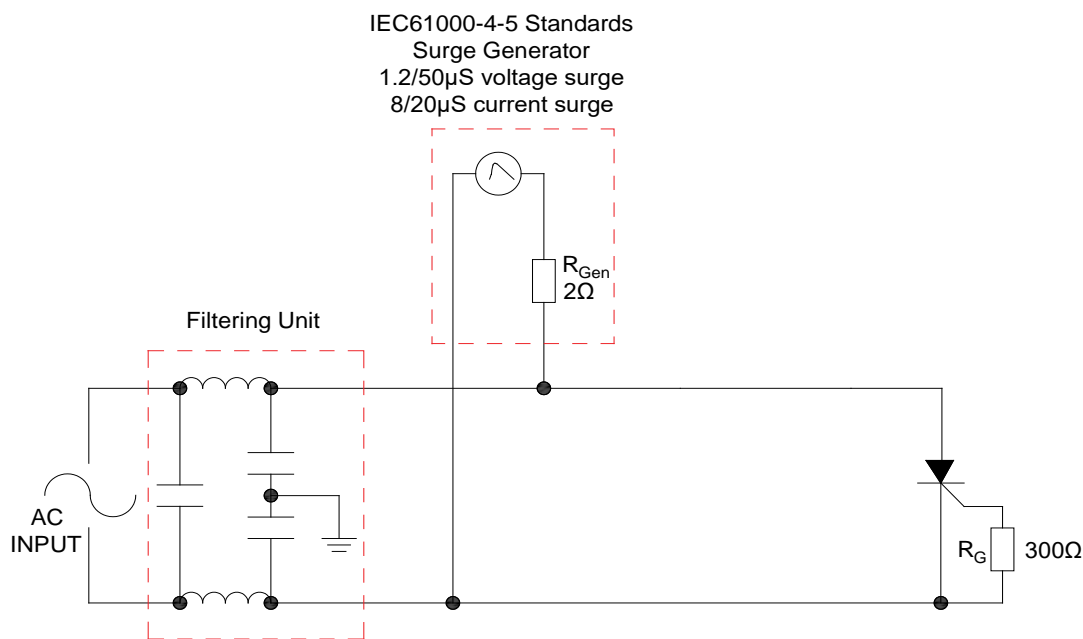 IEC61000-4-5 Standards
Surge Generator
1.2/50µS voltage surge
8/20µS current surge
RGen
2Ω
Filtering Unit
AC
INPUT
RG
300Ω